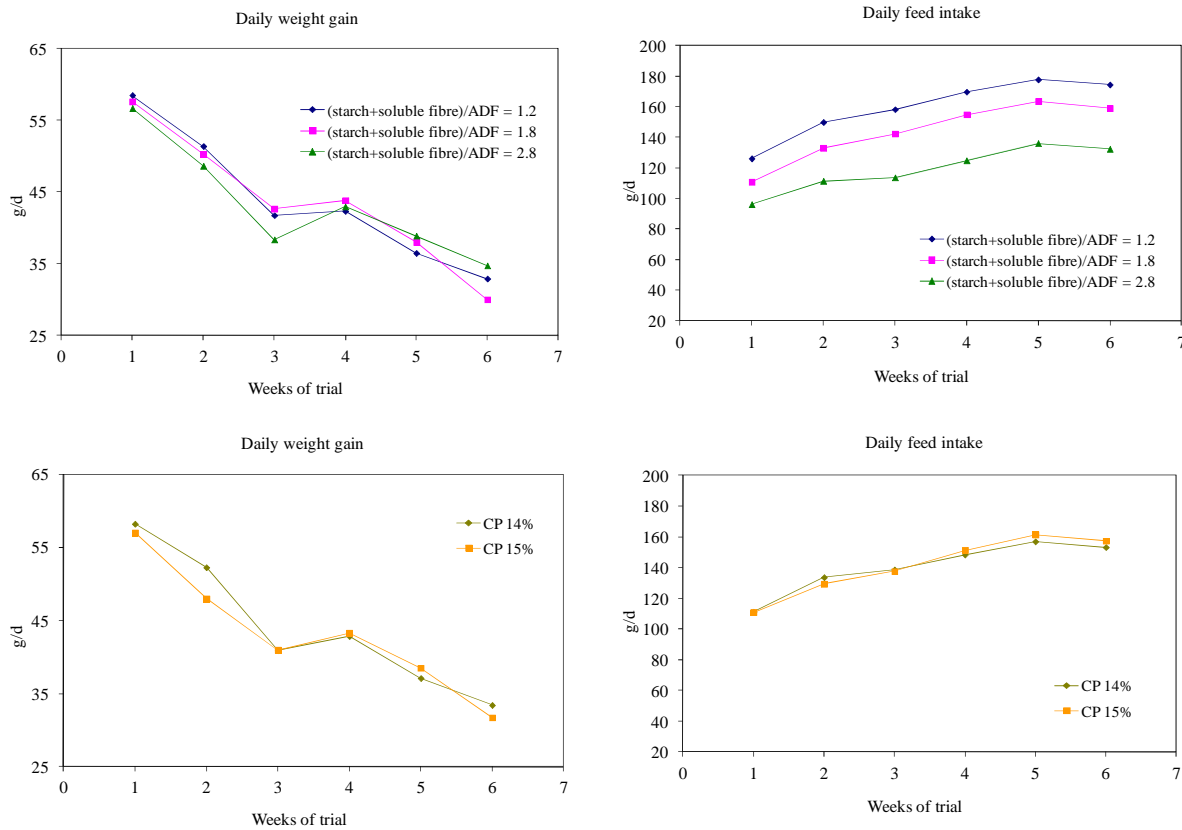 Daily weight gain
65
55
45
35
25
g/d
(starch+soluble fibre)/ADF = 1.2
(starch+soluble fibre)/ADF = 1.8
(starch+soluble fibre)/ADF = 2.8
0 1 2 3 4 5 6 7
Weeks of trial
Daily feed intake
200
180
160
140
120
100
80
60
40
20
g/d
(starch+soluble fibre)/ADF = 1.2
(starch+soluble fibre)/ADF = 1.8
(starch+soluble fibre)/ADF = 2.8
0 1 2 3 4 5 6 7
Weeks of trial
Daily weight gain
65
55
45
35
25
g/d
CP 14%
CP 15%
0 1 2 3 4 5 6 7
Weeks of trial
Daily feed intake
200
180
160
140
120
100
80
60
40
20
g/d
CP 14%
CP 15%
0 1 2 3 4 5 6 7
Weeks of trial